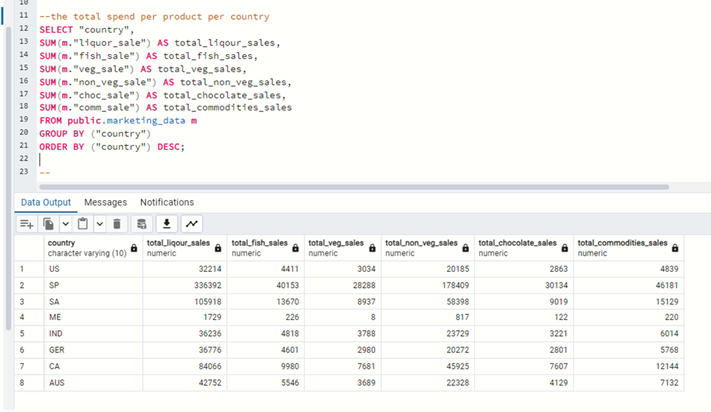 10
11 --the total spend per product per country
12 SELECT "country",
13 SUM(m."liquor_sale") AS total_liqour_sales,
14 SUM(m."fish_sale") AS total_fish_sales,
15 SUM(m."veg_sale") AS total_veg_sales,
16 SUM(m."non_veg_sale") AS total_non_veg_sales,
17 SUM(m."choc_sale") AS total_chocolate_sales,
18 SUM(m."comm_sale") AS total_commodities_sales
19 FROM public.marketing_data m
20 GROUP BY ("country")
21 ORDER BY ("country") DESC;
22
23 --
Data Output Messages Notifications
country total_liqour_sales total_fish_sales total_veg_sales total_non_veg_sales total_chocolate_sales total_commodities_sales
character varying (10) numeric numeric numeric numeric numeric numeric
1 US 32214 4411 3034 20185 2863 4839
2 SP 336392 40153 28288 178409 30134 46181
3 SA 105918 13670 8937 58398 9019 15129
4 ME 1729 226 8 817 122 220
5 IND 36236 4818 3788 23729 3221 6014
6 GER 36776 4601 2980 20272 2801 5768
7 CA 84066 9980 7681 45925 7607 12144
8 AUS 42752 5546 3689 22328 4129 7132